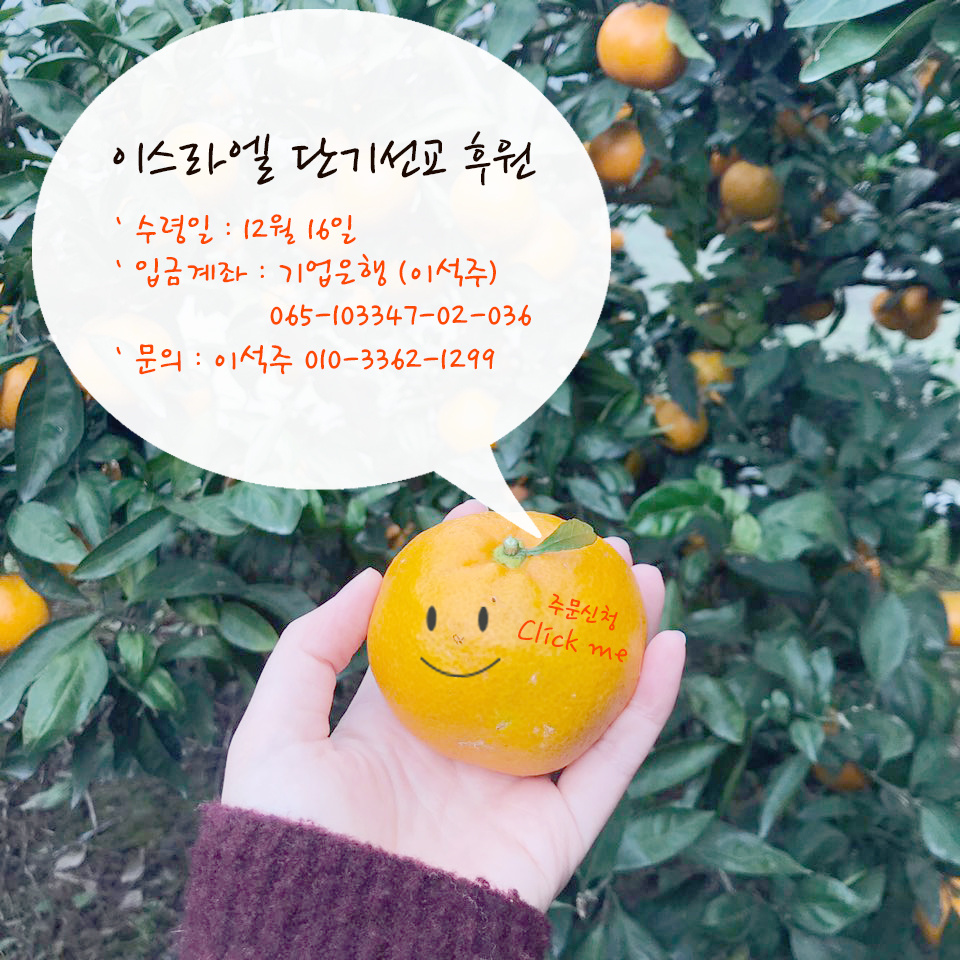 이스라엘 단기선교 후원
` 수령일 : 12월 16일
` 입금계좌 : 기업은행 (이석주)
065-103347-02-036
` 문의 : 이석주 010-3362-1299
주문신청
Click me